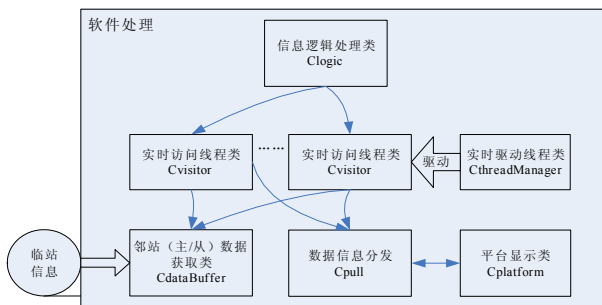 软件处理
信息逻辑处理类
Clogic
实时访问线程类
Cvisitor
……
实时访问线程类
Cvisitor
驱动
实时驱动线程类
CthreadManager
临站
信息
邻站（主/从）数据
获取类
CdataBuffer
数据信息分发
Cpull
平台显示类
Cplatform